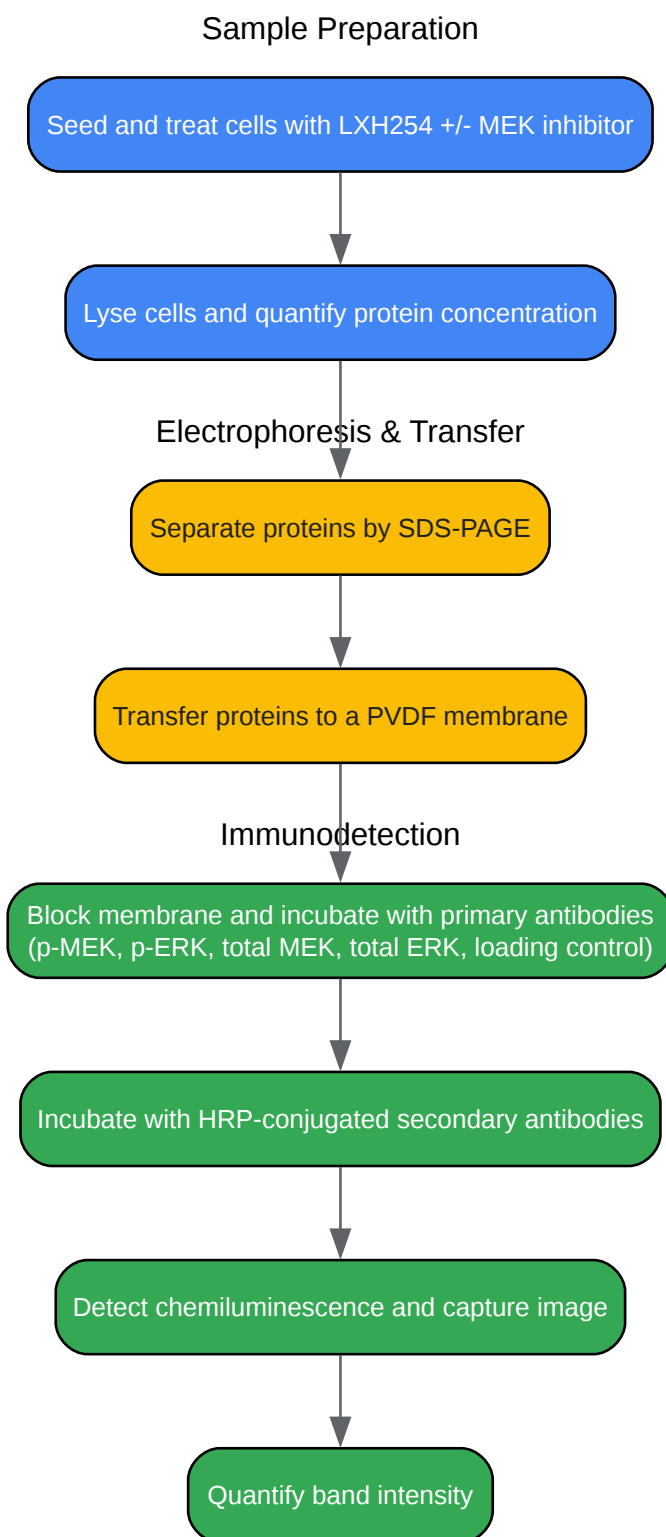 Sample Preparation
Seed and treat cells with LXH254 +/- MEK inhibitor
Lyse cells and quantify protein concentration
Electrophoresis & Transfer
Separate proteins by SDS-PAGE
Transfer proteins to a PVDF membrane
Immunodetection
Block membrane and incubate with primary antibodies
(p-MEK, p-ERK, total MEK, total ERK, loading control)
Incubate with HRP-conjugated secondary antibodies
Detect chemiluminescence and capture image
Quantify band intensity